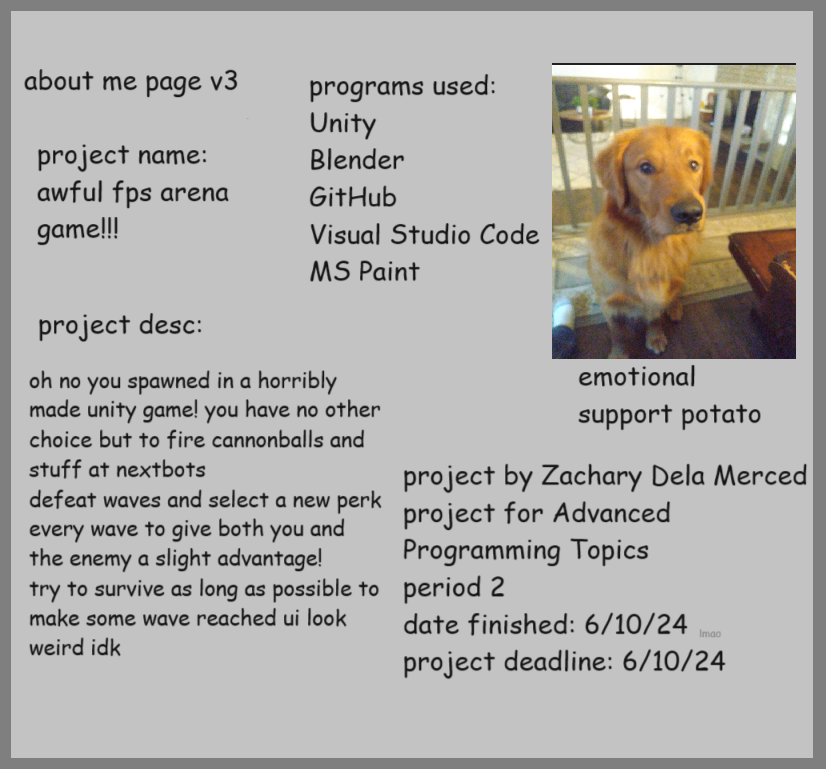 about me page v3
project name:
awful fps arena
game!!!
programs used:
Unity
Blender
GitHub
Visual Studio Code
MS Paint
emotional
support potato
project desc:
oh no you spawned in a horribly
made unity game! you have no other
choice but to fire cannonballs and
stuff at nextbots
defeat waves and select a new perk
every wave to give both you and
the enemy a slight advantage!
try to survive as long as possible to
make some wave reached ui look
weird idk
project by Zachary Dela Merced
project for Advanced
Programming Topics
period 2
date finished: 6/10/24 lmao
project deadline: 6/10/24